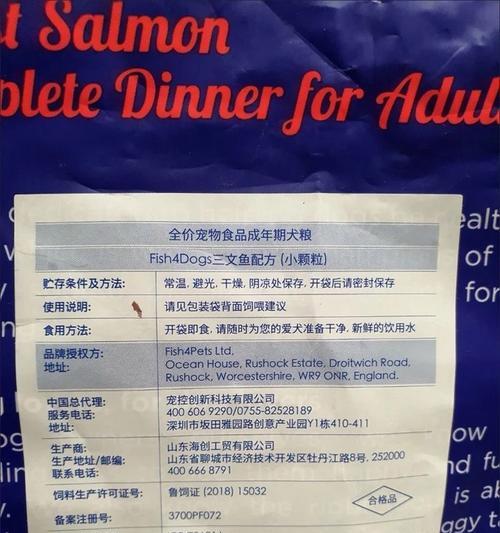 t Salmon
plete Dinner for Adul
全价宠物食品成年期犬粮
Fish4Dogs三文鱼配方 (小颗粒)
贮存条件及方法: 常温, 避光, 干燥, 阴凉处保存, 开袋后请密封保存
使用说明: 请见包装袋背面饲喂建议
食用方法: 开袋即食, 请随时为您的爱犬准备干净, 新鲜的饮用水
品牌授权方: Fish4Pets Ltd.
地址: Ocean House, Rushock Estate, Droitwich Road,
Rushock, Worcestershire, WR9 0NR, England.
中国总代理: 宠控创新科技有限公司
服务电话: 400 606 9290/0755-82528189
地址: 深圳市坂田雅园路创意产业园Y1栋410-411
生产商: 山东海创工贸有限公司
生产地址/邮编: 山东省聊城市经济技术开发区牡丹江路8号, 252000
联系电话: 400 666 8791
饲料生产许可证号: 鲁饲证 (2018) 15032
合格品
备案注册号: 3700PF072
ealt
of
for
ow
nd fu
is ab
ggy t